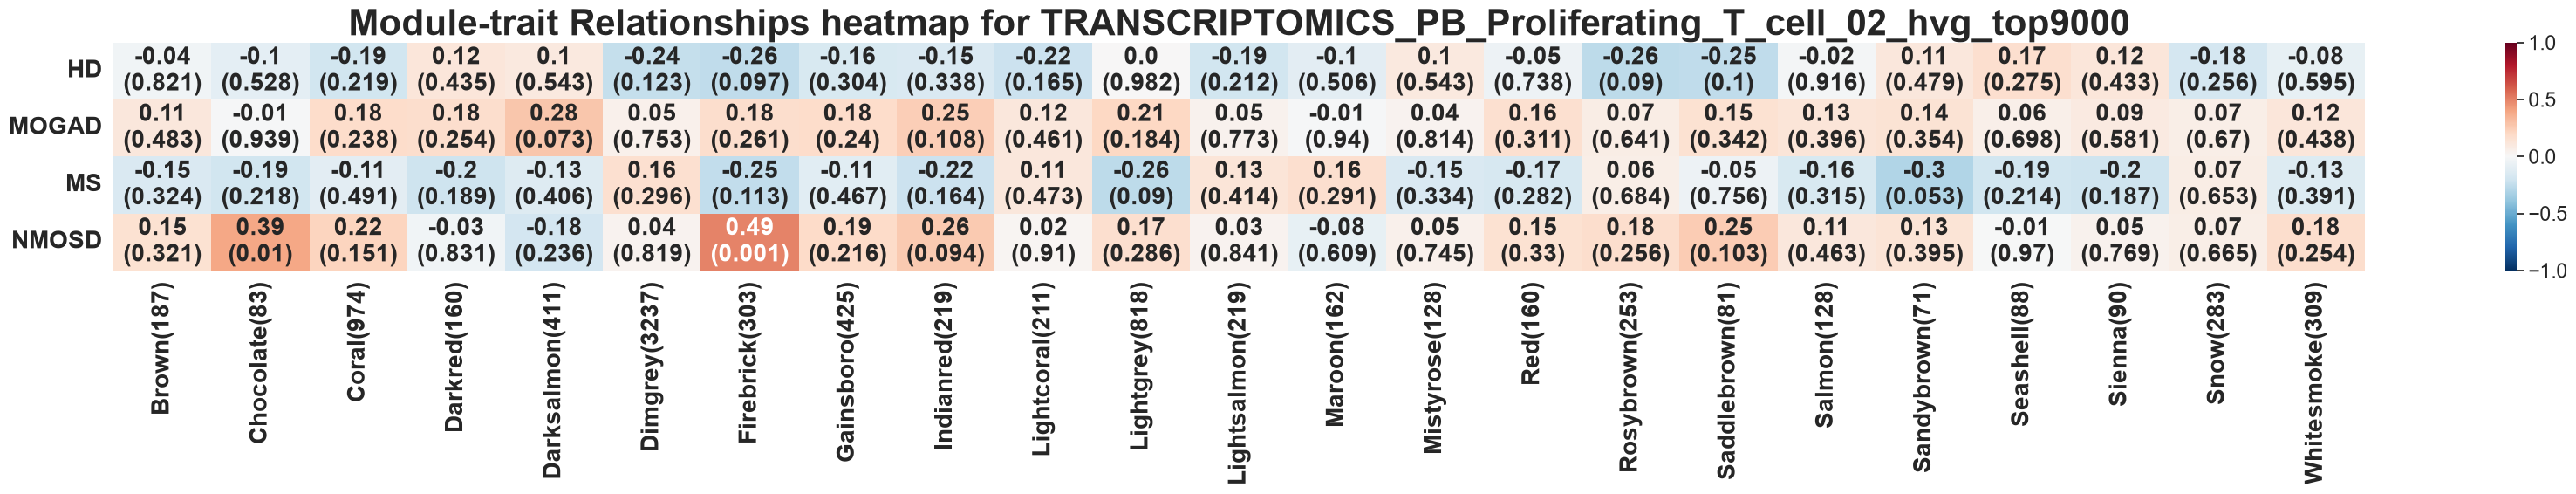 Module-trait Relationships heatmap for TRANSCRIPTOMICS_PB_Proliferating_T_cell_02_hvg_top9000
HD
-0.04 -0.1 -0.19 0.12 0.1 -0.24 -0.26 -0.16 -0.15 -0.22 0.0 -0.19 -0.1 0.1 -0.05 -0.26 -0.25 -0.02 0.11 0.17 0.12 -0.18 -0.08
(0.821) (0.528) (0.219) (0.435) (0.543) (0.123) (0.097) (0.304) (0.338) (0.165) (0.982) (0.212) (0.506) (0.543) (0.738) (0.09) (0.1) (0.916) (0.479) (0.275) (0.433) (0.256) (0.595)
MOGAD
0.11 -0.01 0.18 0.18 0.28 0.05 0.18 0.18 0.25 0.12 0.21 0.05 -0.01 0.04 0.16 0.07 0.15 0.13 0.14 0.06 0.09 0.07 0.12
(0.483) (0.939) (0.238) (0.254) (0.073) (0.753) (0.261) (0.24) (0.108) (0.461) (0.184) (0.773) (0.94) (0.814) (0.311) (0.641) (0.342) (0.396) (0.354) (0.698) (0.581) (0.67) (0.438)
MS
-0.15 -0.19 -0.11 -0.2 -0.13 0.16 -0.25 -0.11 -0.22 0.11 -0.26 0.13 0.16 -0.15 -0.17 0.06 -0.05 -0.16 -0.3 -0.19 -0.2 0.07 -0.13
(0.324) (0.218) (0.491) (0.189) (0.406) (0.296) (0.113) (0.467) (0.164) (0.473) (0.09) (0.414) (0.291) (0.334) (0.282) (0.684) (0.756) (0.315) (0.053) (0.214) (0.187) (0.653) (0.391)
NMOSD
0.15 0.39 0.22 -0.03 -0.18 0.04 0.49 0.19 0.26 0.02 0.17 0.03 -0.08 0.05 0.15 0.18 0.25 0.11 0.13 -0.01 0.05 0.07 0.18
(0.321) (0.01) (0.151) (0.831) (0.236) (0.819) (0.001) (0.216) (0.094) (0.91) (0.286) (0.841) (0.609) (0.745) (0.33) (0.256) (0.103) (0.463) (0.395) (0.97) (0.769) (0.665) (0.254)
Brown(187)
Chocolate(83)
Coral(974)
Darkred(160)
Darksalmon(411)
Dimgrey(3237)
Firebrick(303)
Gainsboro(425)
Indianred(219)
Lightcoral(211)
Lightgrey(818)
Lightsalmon(219)
Maroon(162)
Mistyrose(128)
Red(160)
Rosybrown(253)
Saddlebrown(81)
Salmon(128)
Sandybrown(71)
Seashell(88)
Sienna(90)
Snow(283)
Whitesmoke(309)
1.0
0.5
0.0
−0.5
−1.0